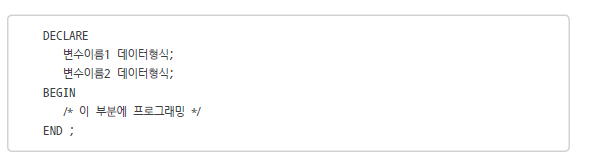 DECLARE
변수이름1 데이터형식;
변수이름2 데이터형식;
BEGIN
/* 이 부분에 프로그래밍 */
END ;